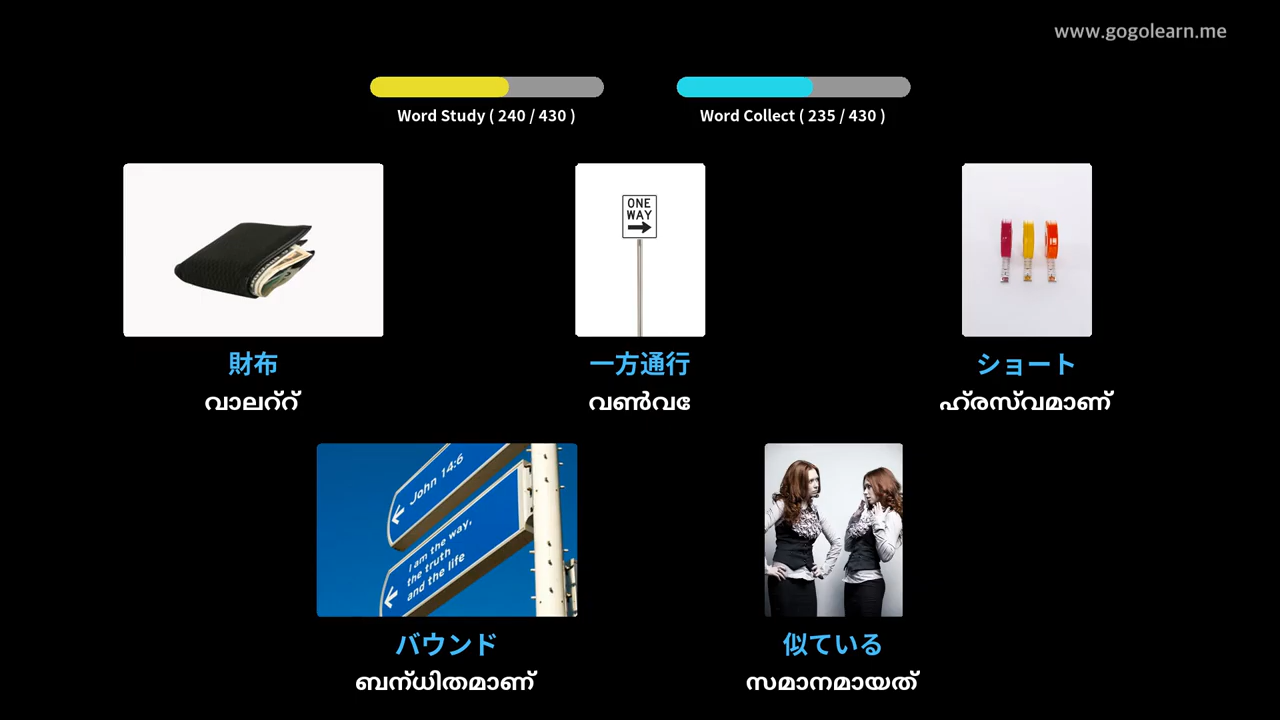 www.gogolearn.me
Word Study ( 240 / 430 )
Word Collect ( 235 / 430 )
ONE
WAY
財布
一方通行
ショート
വാലറ്റ്
വൺവേ
ഹ്രസ്വമാണ്
John 14:6
I am the way,
the truth
and the life
バウンド
似ている
ബന്ധിതമാണ്
സമാനമായത്